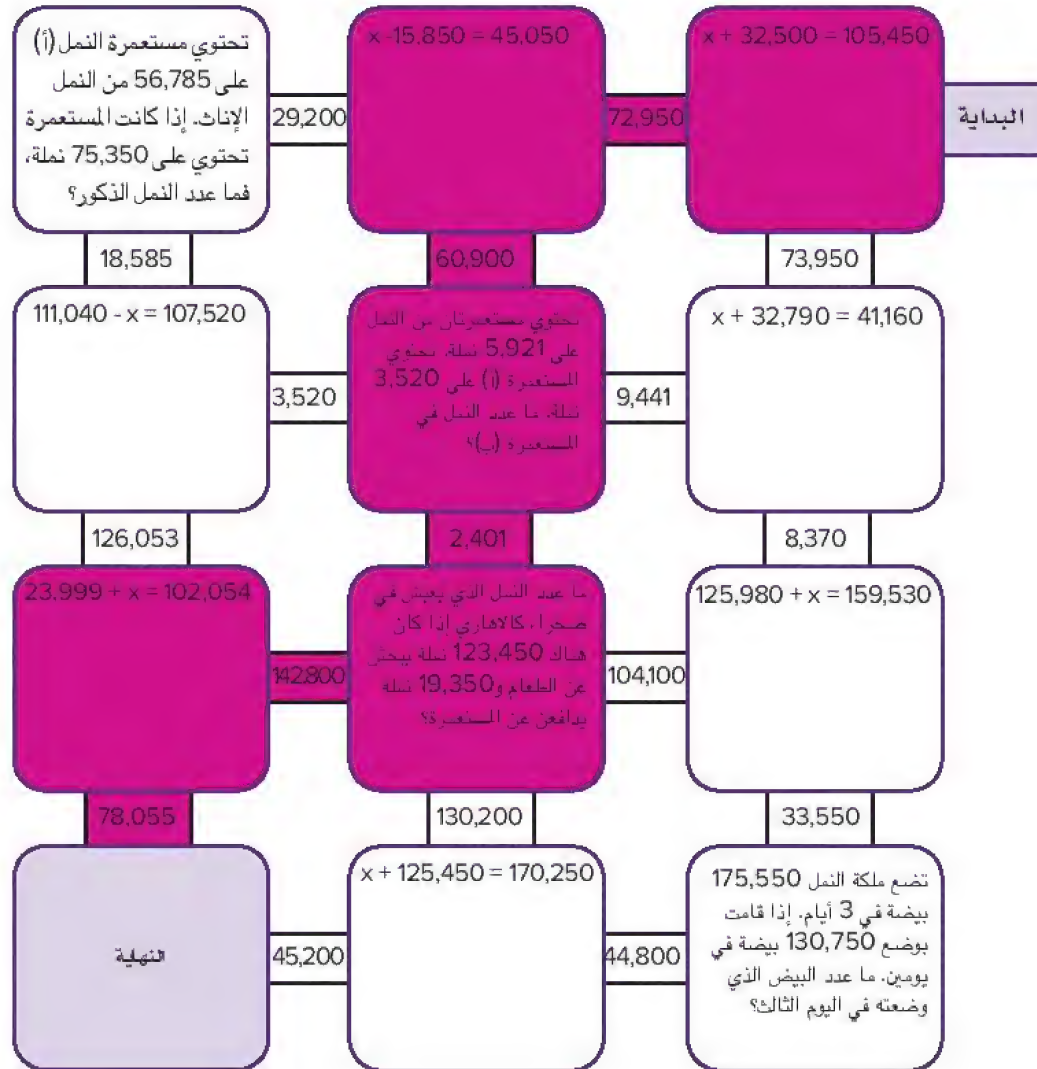 البداية
x + 32,500 = 105,450
72,950
x -15,850 = 45,050
29,200
تحتوي مستعمرة النمل (أ)
على 56,785 من النمل
الإناث. إذا كانت المستعمرة
تحتوي على 75,350 نملة،
فما عدد النمل الذكور؟
73,950
60,900
18,585
x + 32,790 = 41,160
9,441
تحتوي مستعمرتان من النمل
على 5,921 نملة. تحتوي
المستعمرة (أ) على 3,520
نملة. ما عدد النمل في
المستعمرة (ب)؟
3,520
111,040 - x = 107,520
8,370
2,401
126,053
125,980 + x = 159,530
104,100
ما عدد النمل الذي يعيش في
صحراء كالاهاري إذا كان
هناك 123,450 نملة يبحثن
عن الطعام و19,350 نملة
يدافعن عن المستعمرة؟
142,800
23,999 + x = 102,054
33,550
130,200
78,055
تضع ملكة النمل 175,550
بيضة في 3 أيام. إذا قامت
بوضع 130,750 بيضة في
يومين. ما عدد البيض الذي
وضعته في اليوم الثالث؟
44,800
x + 125,450 = 170,250
45,200
النهاية